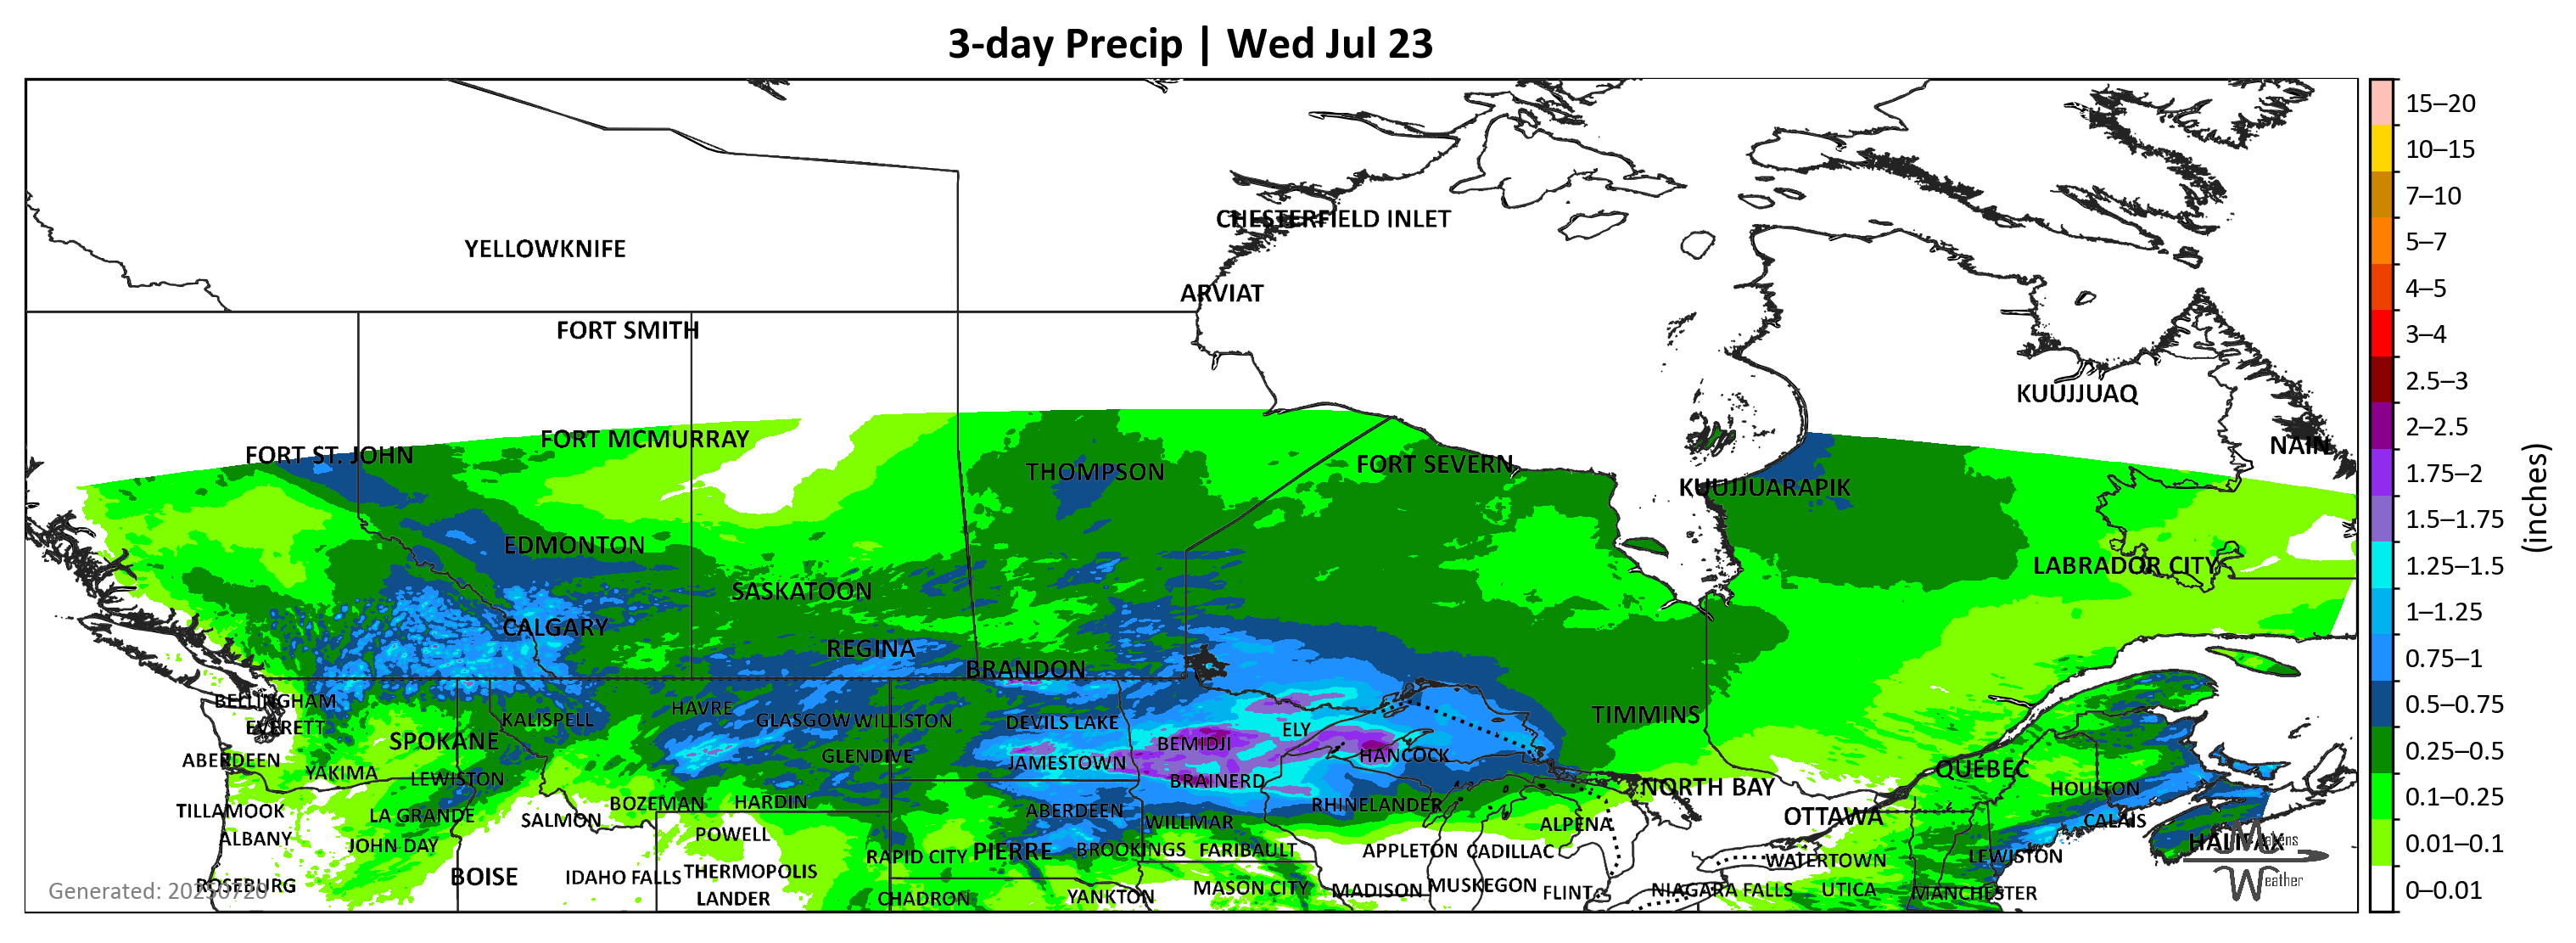 3-day Precip | Wed Jul 23
CHESTERFIELD INLET
YELLOWKNIFE
ARVIAT
FORT SMITH
KUUJJUAQ
FORT MCMURRAY
NAIN
FORT ST. JOHN
THOMPSON
FORT SEVERN
KUUJJUARAPIK
EDMONTON
LABRADOR CITY
SASKATOON
CALGARY
REGINA
BRANDON
BELLINGHAM
HAVRE
TIMMINS
KALISPELL
GLASGOW
WILLISTON
DEVILS LAKE
EVERETT
ELY
SPOKANE
BEMIDJI
ABERDEEN
GLENDIVE
JAMESTOWN
HANCOCK
QUEBEC
YAKIMA
LEWISTON
BRAINERD
NORTH BAY
HOULTON
TILLAMOOK
LA GRANDE
BOZEMAN
HARDIN
ABERDEEN
RHINELANDER
OTTAWA
SALMON
WILLMAR
ALPENA
CALAIS
ALBANY
JOHN DAY
POWELL
HALIFAX
RAPID CITY
PIERRE
BROOKINGS
FARIBAULT
APPLETON
CADILLAC
WATERTOWN
LEWISTON
BOISE
IDAHO FALLS
THERMOPOLIS
ROSEBURG
LANDER
CHADRON
YANKTON
MASON CITY
MADISON
MUSKEGON
FLINT
NIAGARA FALLS
UTICA
MANCHESTER
Generated: 20250720
Weather
15–20
10–15
7–10
5–7
4–5
3–4
2.5–3
2–2.5
1.75–2
1.5–1.75
1.25–1.5
1–1.25
0.75–1
0.5–0.75
0.25–0.5
0.1–0.25
0.01–0.1
0–0.01
(inches)